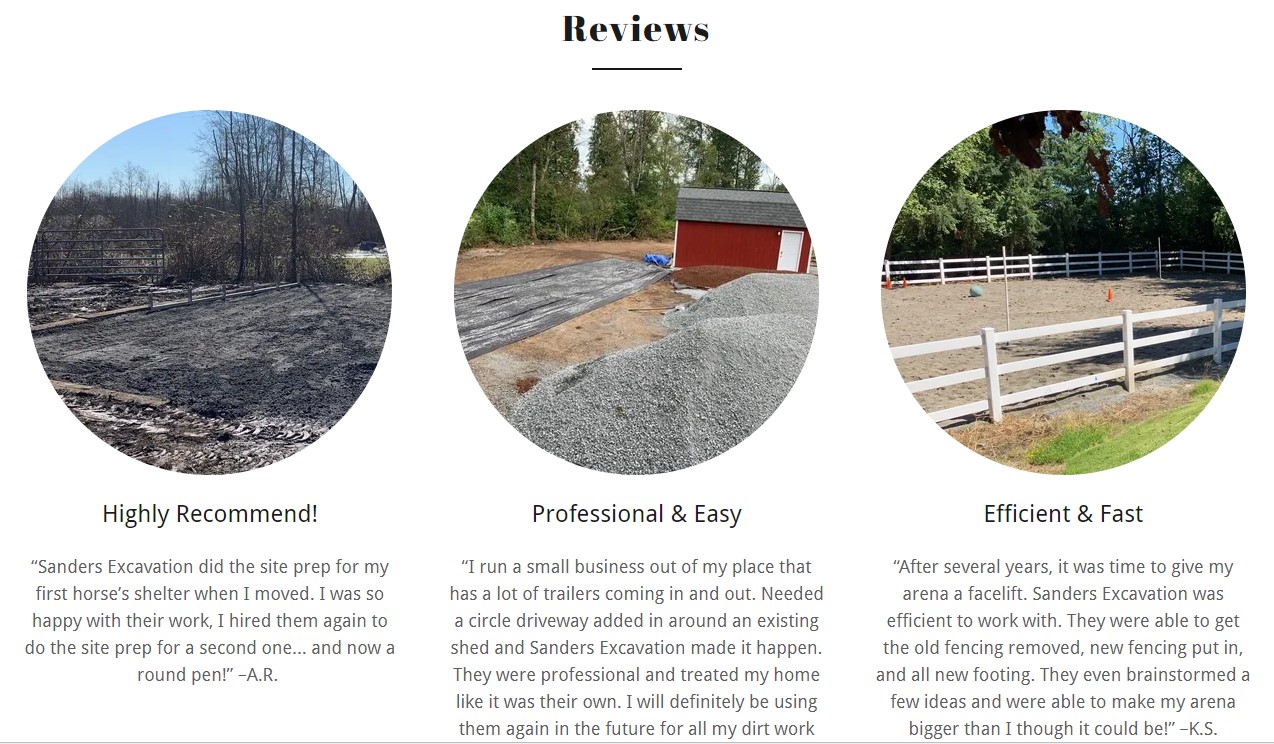 Reviews
Highly Recommend!
“Sanders Excavation did the site prep for my
first horse’s shelter when I moved. I was so
happy with their work, I hired them again to
do the site prep for a second one… and now a
round pen!” –A.R.
Professional & Easy
“I run a small business out of my place that
has a lot of trailers coming in and out. Needed
a circle driveway added in around an existing
shed and Sanders Excavation made it happen.
They were professional and treated my home
like it was their own. I will definitely be using
them again in the future for all my dirt work
Efficient & Fast
“After several years, it was time to give my
arena a facelift. Sanders Excavation was
efficient to work with. They were able to get
the old fencing removed, new fencing put in,
and all new footing. They even brainstormed a
few ideas and were able to make my arena
bigger than I though it could be!” –K.S.